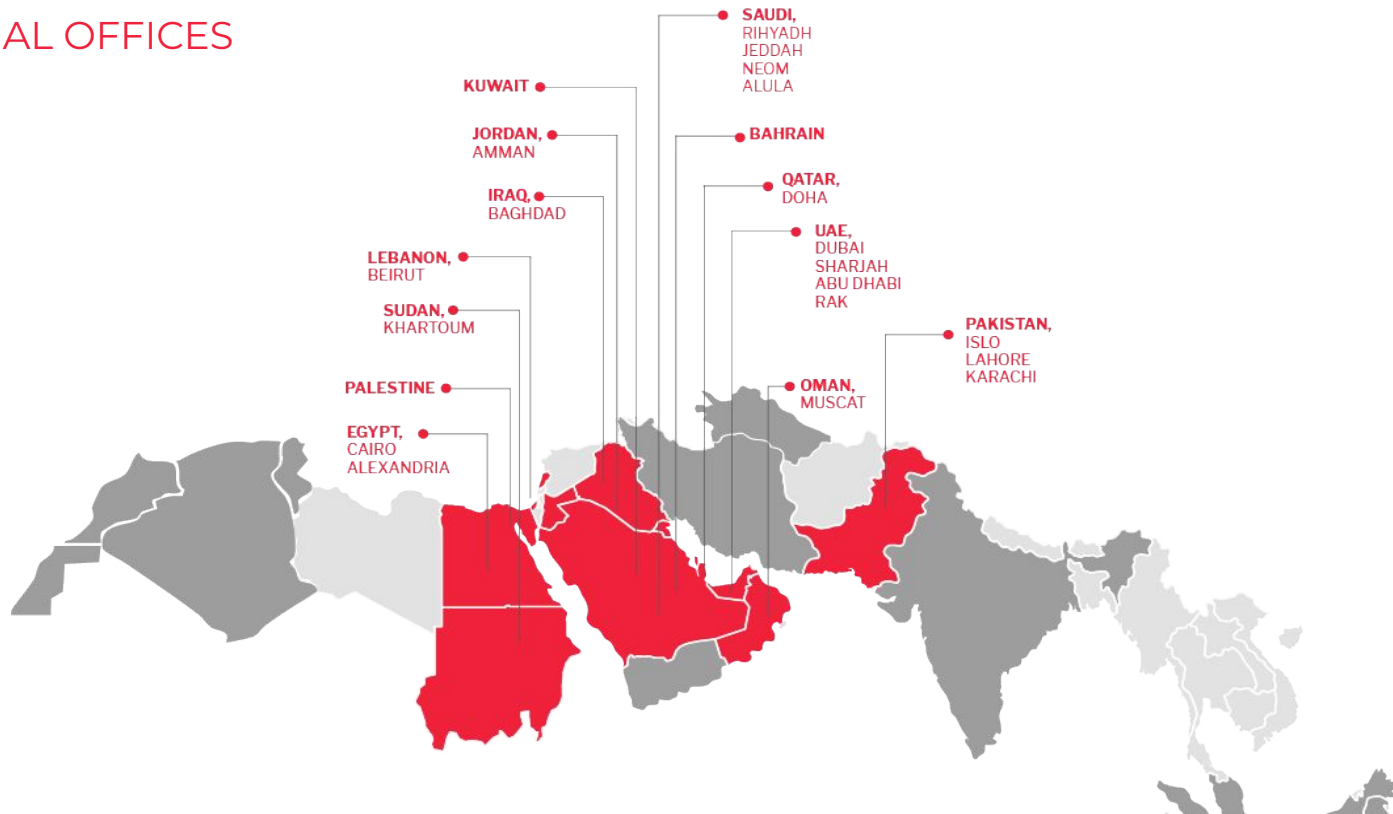 AL OFFICES
SAUDI,
RIHYADH
JEDDAH
NEOM
ALULA
KUWAIT
JORDAN,
AMMAN
BAHRAIN
IRAQ,
BAGHDAD
QATAR,
DOHA
UAE,
DUBAI
SHARJAH
ABU DHABI
RAK
LEBANON,
BEIRUT
SUDAN,
KHARTOUM
PAKISTAN,
ISLO
LAHORE
KARACHI
PALESTINE
OMAN,
MUSCAT
EGYPT,
CAIRO
ALEXANDRIA